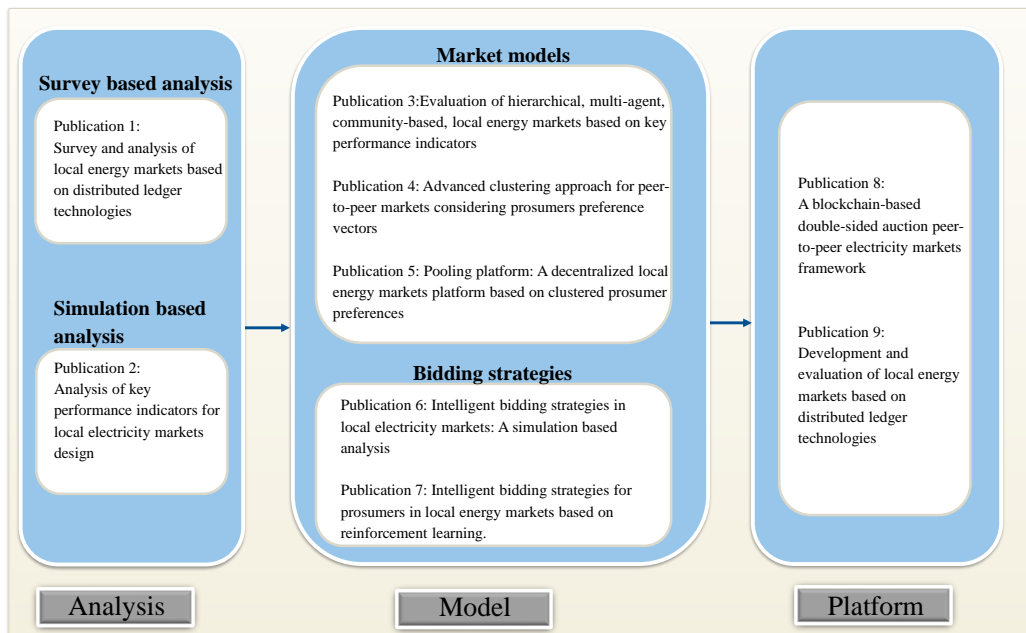 Survey based analysis
Publication 1:
Survey and analysis of
local energy markets based
on distributed ledger
technologies
Simulation based
analysis
Publication 2:
Analysis of key
performance indicators for
local electricity markets
design
Analysis
Market models
Publication 3:Evaluation of hierarchical, multi-agent,
community-based, local energy markets based on key
performance indicators
Publication 4: Advanced clustering approach for peer-
to-peer markets considering prosumers preference
vectors
Publication 5: Pooling platform: A decentralized local
energy markets platform based on clustered prosumer
preferences
Bidding strategies
Publication 6: Intelligent bidding strategies in
local electricity markets: A simulation based
analysis
Publication 7: Intelligent bidding strategies for
prosumers in local energy markets based on
reinforcement learning.
Model
Publication 8:
A blockchain-based
double-sided auction peer-
to-peer electricity markets
framework
Publication 9:
Development and
evaluation of local energy
markets based on
distributed ledger
technologies
Platform